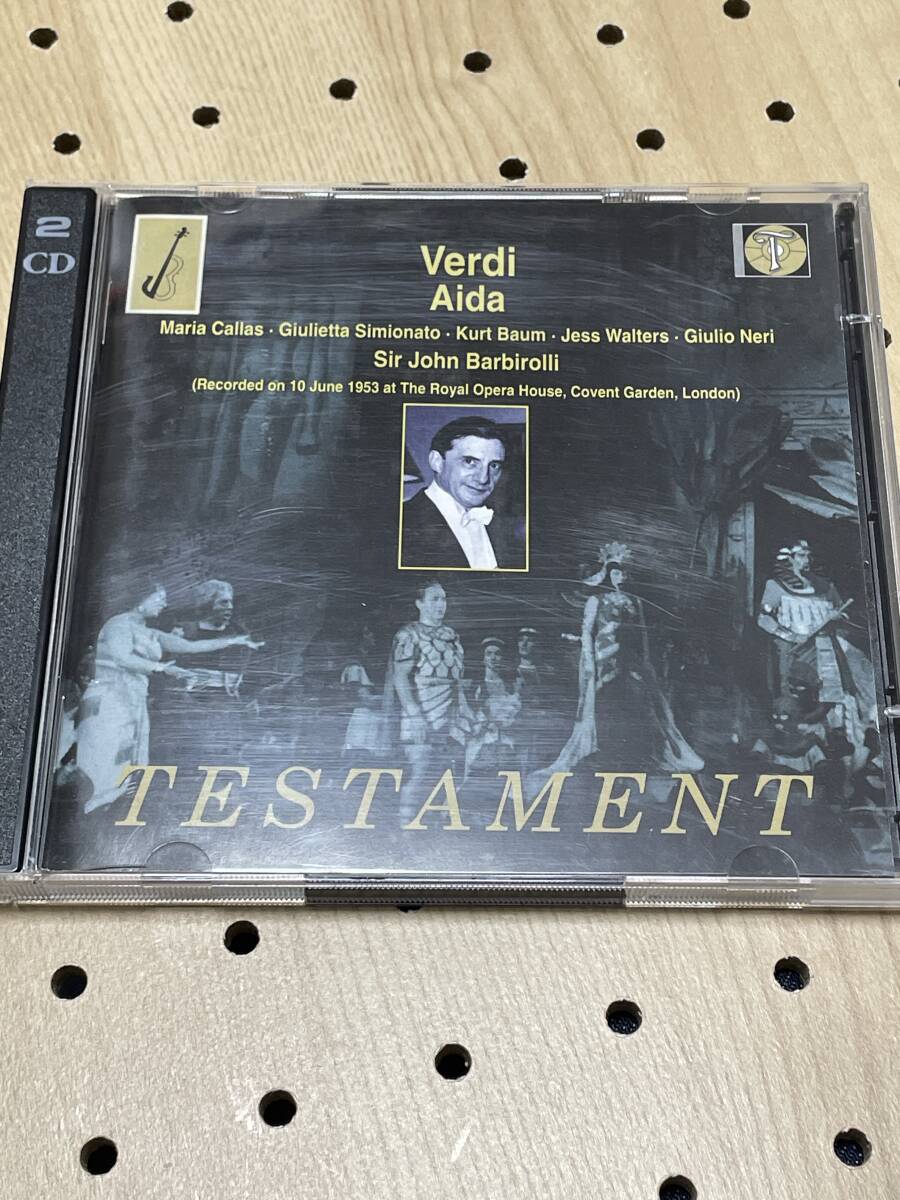 2
CD
Verdi
Aida
Maria Callas · Giulietta Simionato · Kurt Baum · Jess Walters · Giulio Neri
Sir John Barbirolli
(Recorded on 10 June 1953 at The Royal Opera House, Covent Garden, London)
T
TESTAMENT